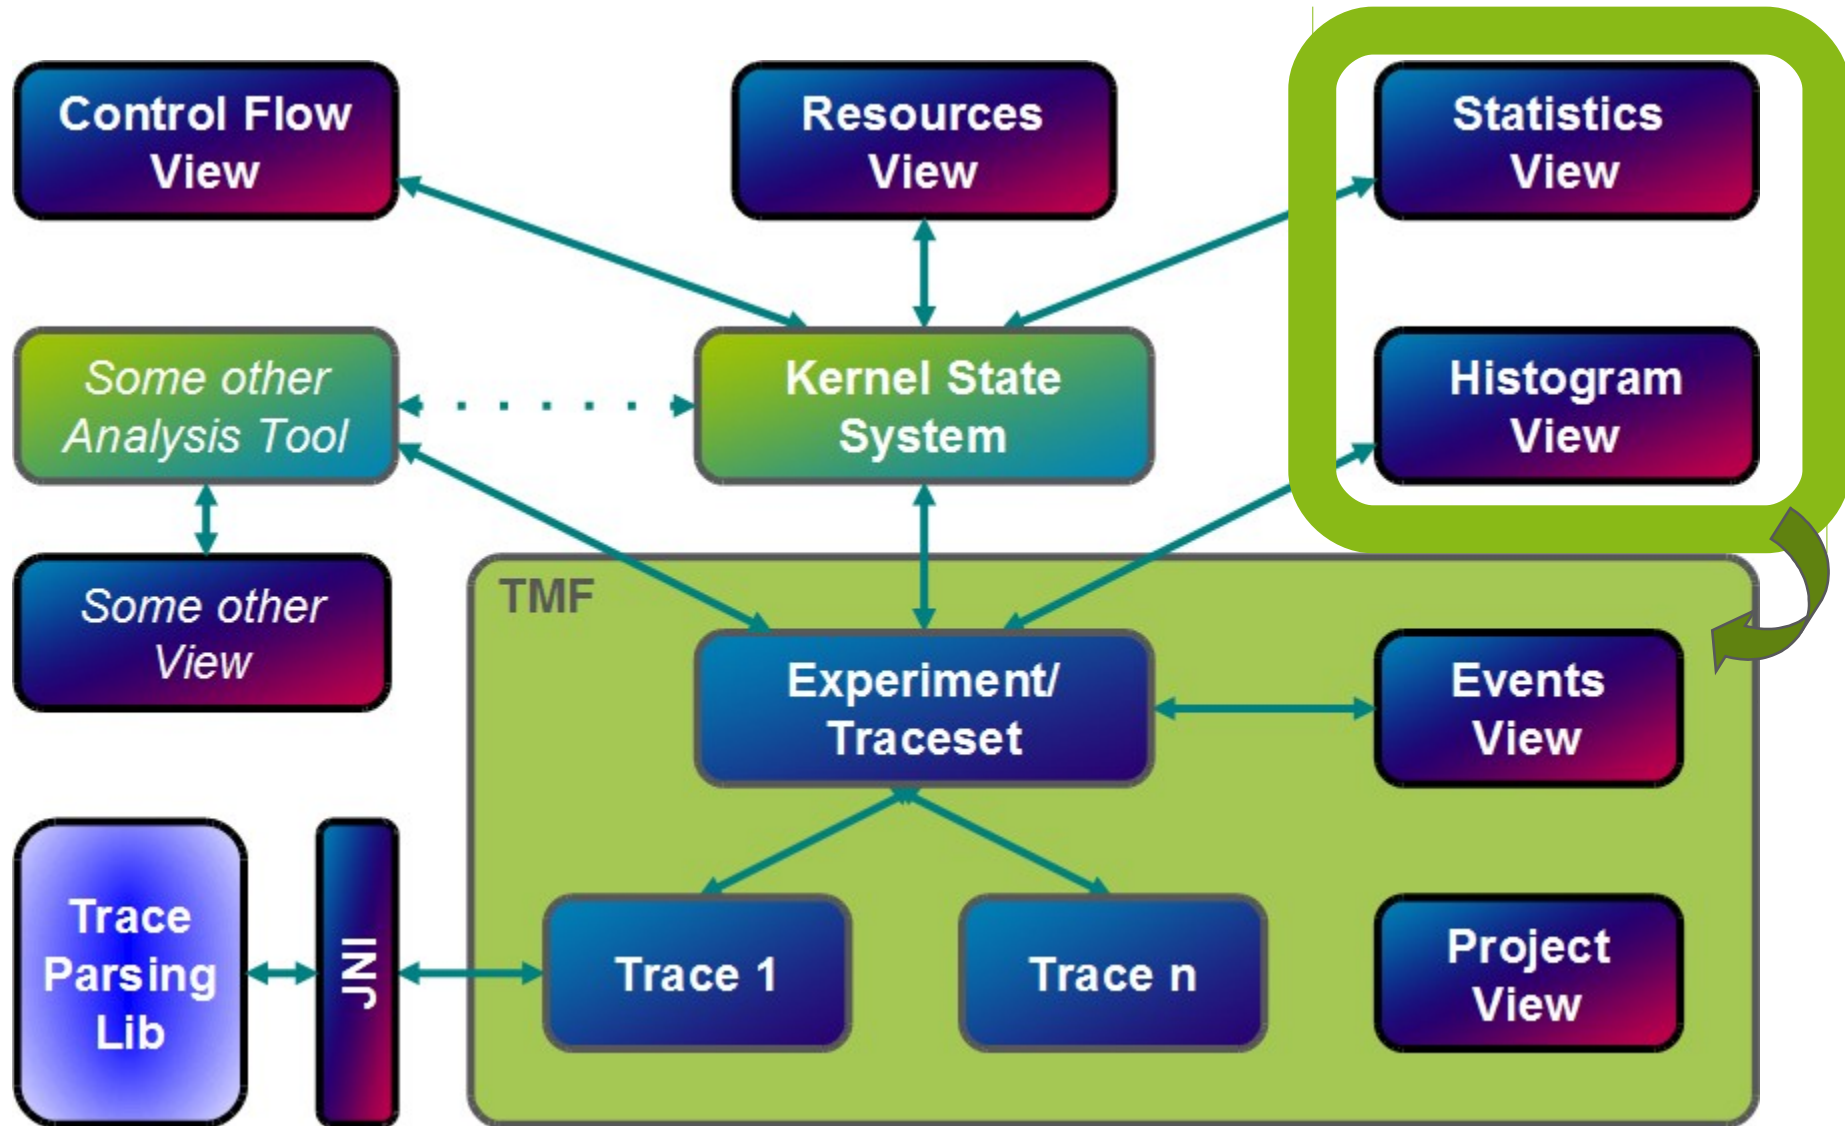 Control Flow
View
Resources
View
Statistics
View
Some other
Analysis Tool
Kernel State
System
Histogram
View
Some other
View
TMF
Experiment/
Traceset
Events
View
Trace
Parsing
Lib
JNI
Trace 1
Trace n
Project
View